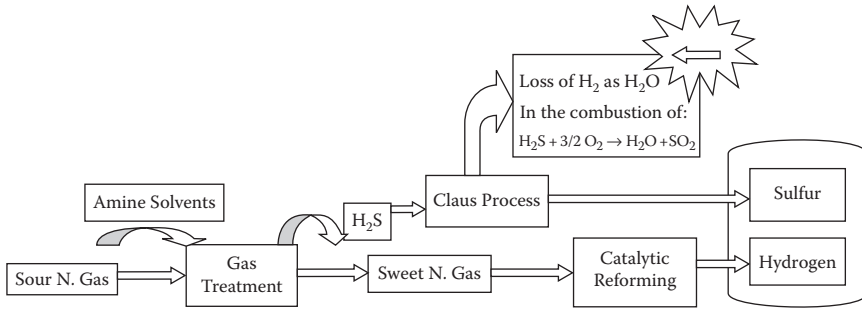 Loss of H₂ as H₂O
In the combustion of:
H₂S + 3/2 O₂ → H₂O + SO₂
Amine Solvents
H₂S
Claus Process
Sulfur
Sour N. Gas
Gas
Treatment
Sweet N. Gas
Catalytic
Reforming
Hydrogen